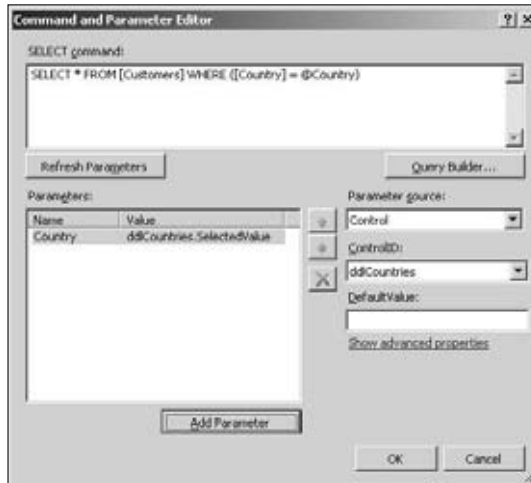 Command and Parameter Editor
SELECT command:
SELECT * FROM [Customers] WHERE ([Country] = @Country)
Refresh Parameters
Query Builder...
Parameters:
Name Value
Country ddlCountries.SelectedValue
Add Parameter
Parameter source:
Control
ControlID:
ddlCountries
DefaultValue:
Show advanced properties
OK Cancel